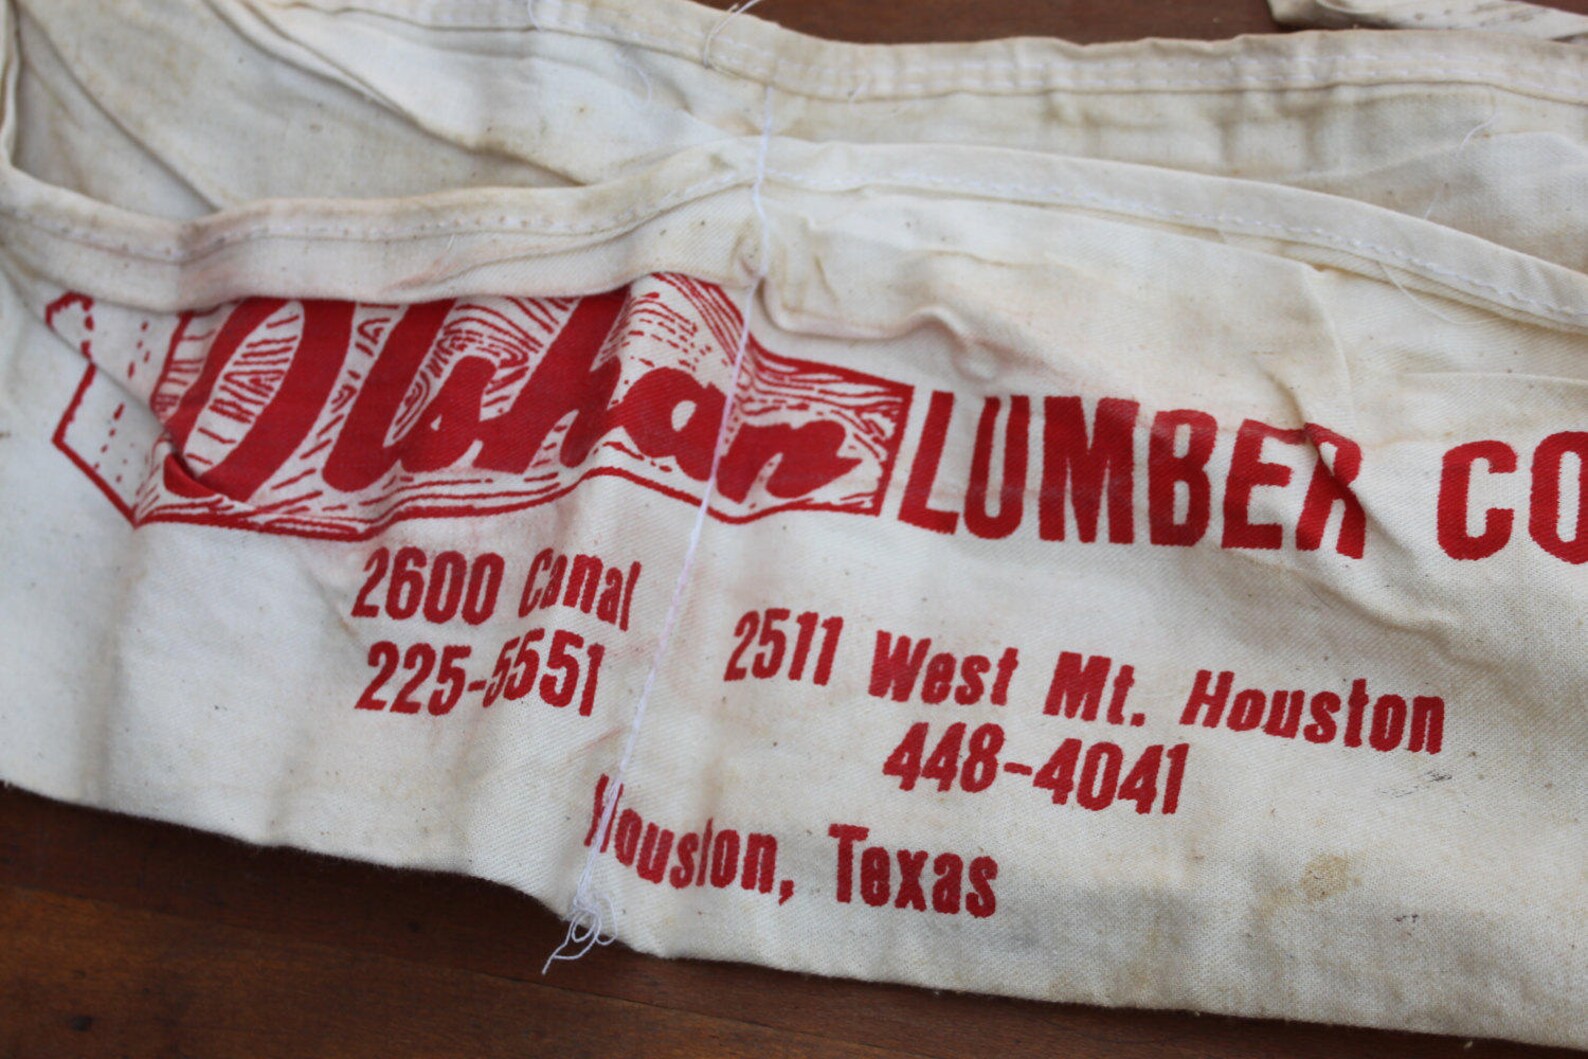 Olshan LUMBER CO
2600 Canal
225-5551
2511 West Mt. Houston
448-4041
Houston, Texas